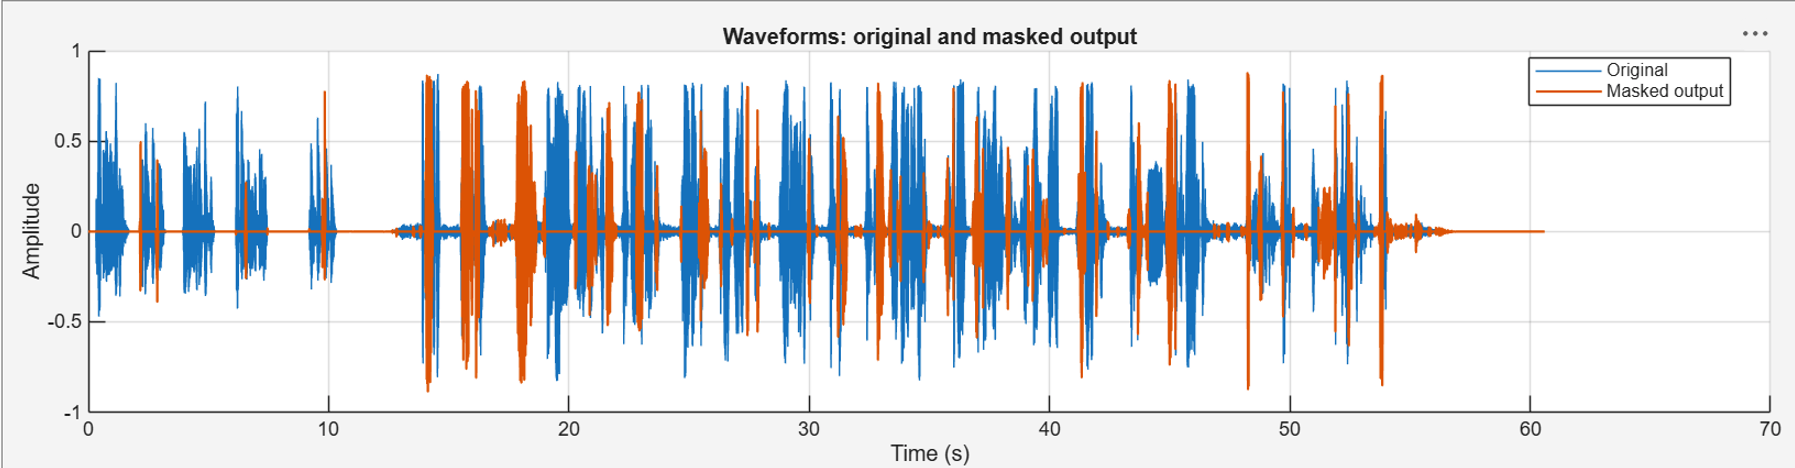 Waveforms: original and masked output
Original
Masked output
1
0.5
0
-0.5
-1
Amplitude
0 10 20 30 40 50 60 70
Time (s)